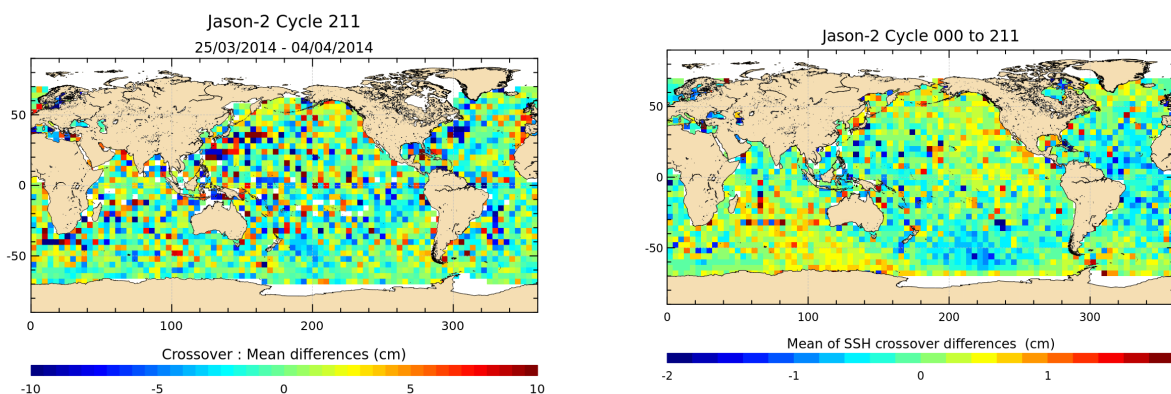 Jason-2 Cycle 211
25/03/2014 - 04/04/2014
50
0
-50
0 100 200 300
Crossover : Mean differences (cm)
-10 -5 0 5 10
Jason-2 Cycle 000 to 211
50
0
-50
0 100 200 300
Mean of SSH crossover differences (cm)
-2 -1 0 1